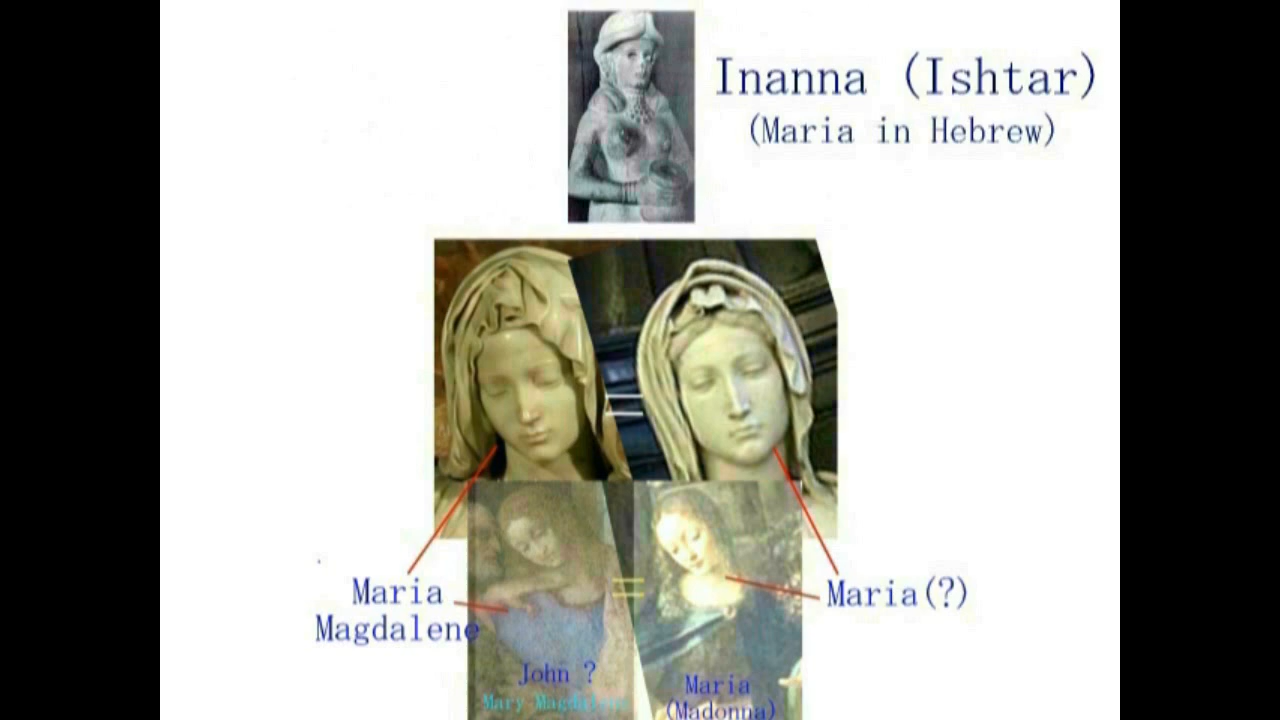 Inanna (Ishtar)
(Maria in Hebrew)
Maria
Magdalene
Maria(?)
John ?
Mary Magdalene
Maria
(Madonna)